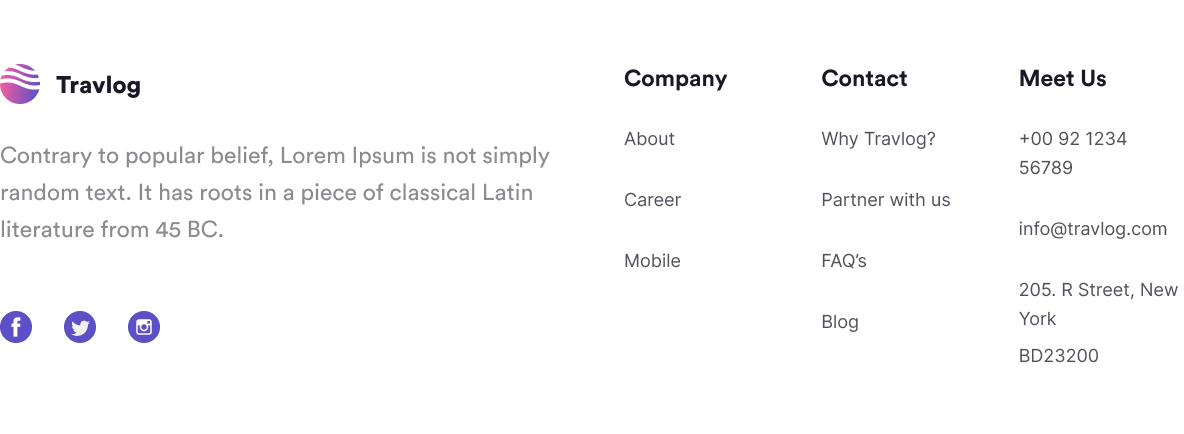 Travlog
Contrary to popular belief, Lorem Ipsum is not simply
random text. It has roots in a piece of classical Latin
literature from 45 BC.
Company
About
Career
Mobile
Contact
Why Travlog?
Partner with us
FAQ’s
Blog
Meet Us
+00 92 1234
56789
info@travlog.com
205. R Street, New
York
BD23200